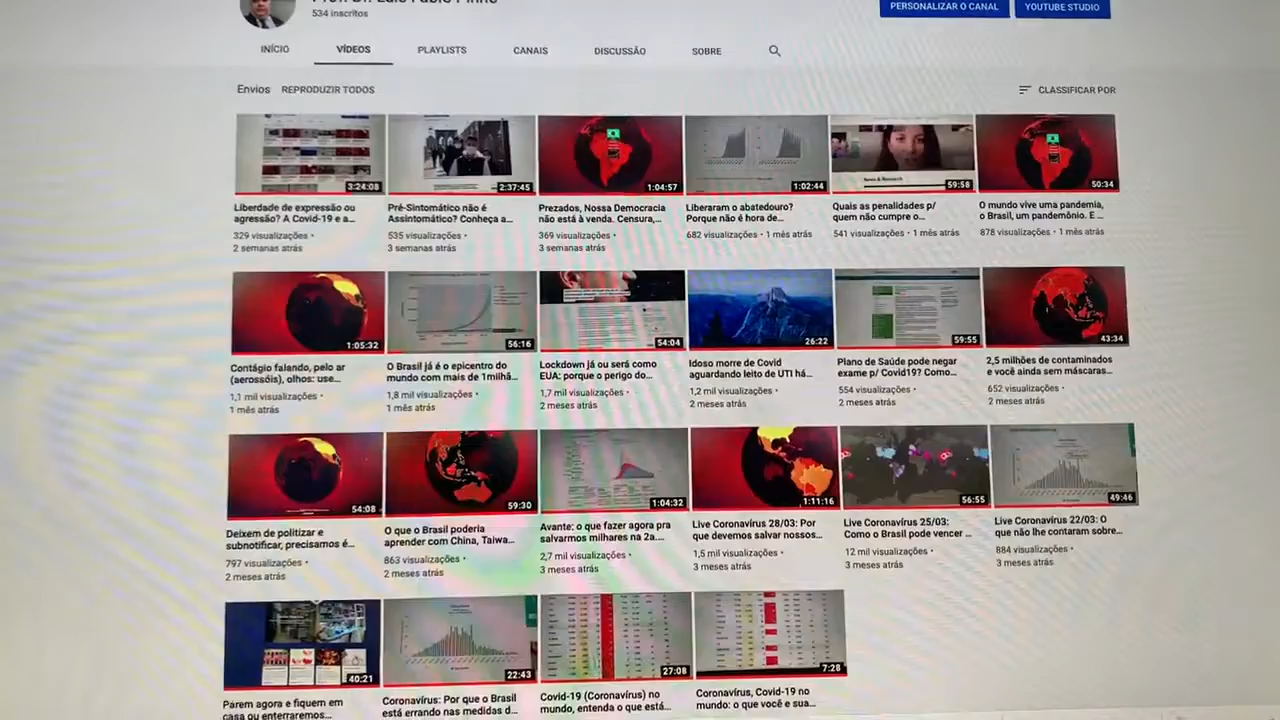 534 inscritos
PERSONALIZAR O CANAL
YOUTUBE STUDIO
INÍCIO VÍDEOS PLAYLISTS CANAIS DISCUSSÃO SOBRE
Envios REPRODUZIR TODOS
CLASSIFICAR POR
3:24:08
Liberdade de expressão ou
agressão? A Covid-19 e a...
329 visualizações •
2 semanas atrás
2:37:45
Pré-Sintomático não é
Assintomático? Conheça a...
535 visualizações •
3 semanas atrás
1:04:57
Prezados, Nossa Democracia
não está à venda. Censura,...
369 visualizações •
3 semanas atrás
1:02:44
Liberaram o abatedouro?
Porque não é hora de...
682 visualizações • 1 mês atrás
News & Research
59:58
Quais as penalidades p/
quem não cumpre o...
541 visualizações • 1 mês atrás
50:34
O mundo vive uma pandemia,
o Brasil, um pandemônio. E ...
878 visualizações • 1 mês atrás
1:05:32
Contágio falando, pelo ar
(aerossóis), olhos: use...
1,1 mil visualizações •
1 mês atrás
56:16
O Brasil já é o epicentro do
mundo com mais de 1milhã...
1,8 mil visualizações •
1 mês atrás
54:04
Lockdown já ou será como
EUA: porque o perigo do...
1,7 mil visualizações •
2 meses atrás
26:22
Idoso morre de Covid
aguardando leito de UTI há...
1,2 mil visualizações •
2 meses atrás
59:55
Plano de Saúde pode negar
exame p/ Covid19? Como...
554 visualizações •
2 meses atrás
43:34
2,5 milhões de contaminados
e você ainda sem máscaras...
652 visualizações •
2 meses atrás
54:08
Deixem de politizar e
subnotificar, precisamos é...
797 visualizações •
2 meses atrás
59:30
O que o Brasil poderia
aprender com China, Taiwa...
863 visualizações •
2 meses atrás
1:04:32
Avante: o que fazer agora pra
salvarmos milhares na 2a....
2,7 mil visualizações •
3 meses atrás
1:11:16
Live Coronavírus 28/03: Por
que devemos salvar nossos...
1,5 mil visualizações •
3 meses atrás
56:55
Live Coronavírus 25/03:
Como o Brasil pode vencer ...
12 mil visualizações •
3 meses atrás
49:46
Live Coronavírus 22/03: O
que não lhe contaram sobre...
884 visualizações •
3 meses atrás
40:21
Parem agora e fiquem em
casa ou enterraremos...
22:43
Coronavírus: Por que o Brasil
está errando nas medidas d...
27:08
Covid-19 (Coronavírus) no
mundo, entenda o que está...
7:28
Coronavírus, Covid-19 no
mundo: o que você e sua...